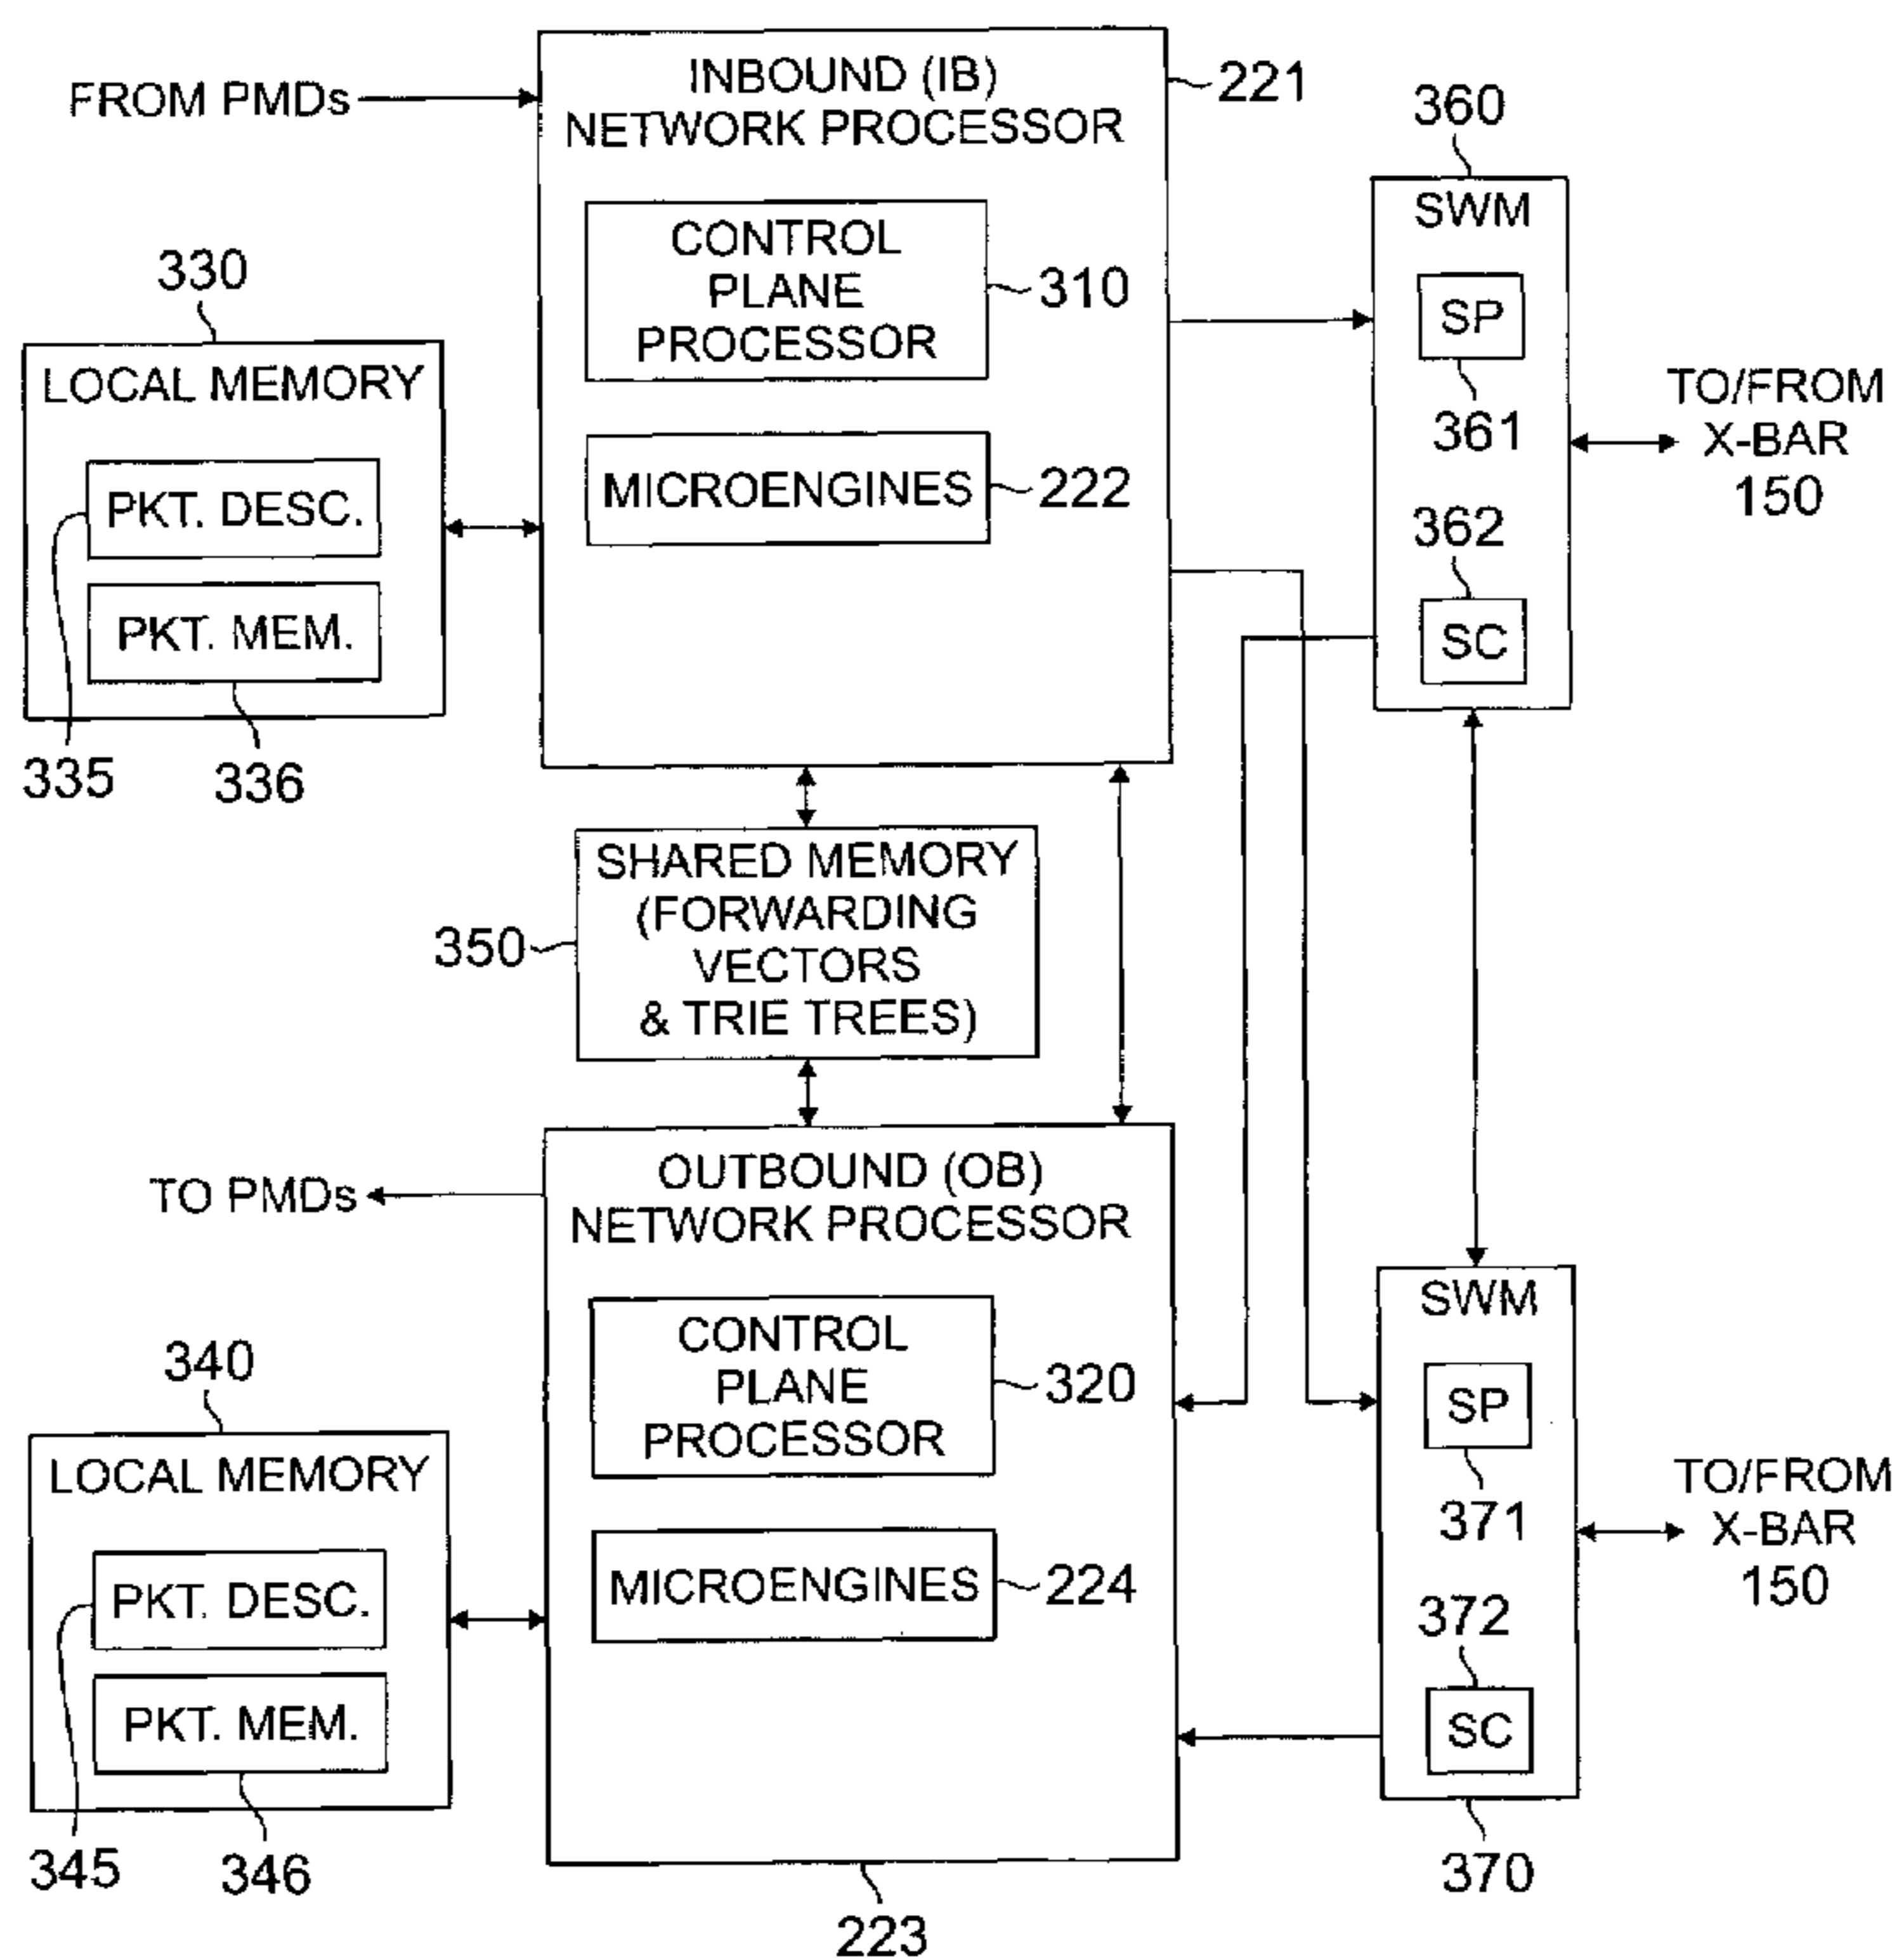 FROM PMDs
INBOUND (IB)
NETWORK PROCESSOR
221
CONTROL
PLANE
PROCESSOR
310
MICROENGINES
222
330
LOCAL MEMORY
PKT. DESC.
PKT. MEM.
335
336
360
SWM
SP
361
362
SC
TO/FROM
X-BAR
150
SHARED MEMORY
(FORWARDING
VECTORS
& TRIE TREES)
350
TO PMDs
OUTBOUND (OB)
NETWORK PROCESSOR
CONTROL
PLANE
PROCESSOR
320
MICROENGINES
224
223
340
LOCAL MEMORY
PKT. DESC.
PKT. MEM.
345
346
SWM
SP
371
372
SC
370
TO/FROM
X-BAR
150